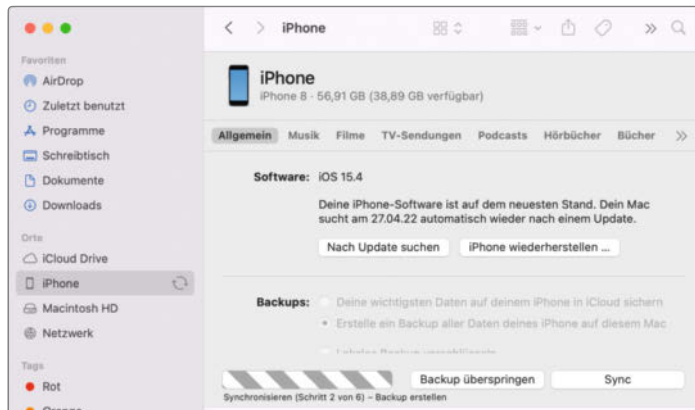 iPhone
Favoriten
AirDrop
Zuletzt benutzt
Programme
Schreibtisch
Dokumente
Downloads
Orte
iCloud Drive
iPhone
Macintosh HD
Netzwerk
Tags
Rot
Orange
iPhone
iPhone 8 · 56,91 GB (38,89 GB verfügbar)
Allgemein Musik Filme TV-Sendungen Podcasts Hörbücher Bücher
Software: iOS 15.4
Deine iPhone-Software ist auf dem neuesten Stand. Dein Mac
sucht am 27.04.22 automatisch wieder nach einem Update.
Nach Update suchen iPhone wiederherstellen ...
Backups: Deine wichtigsten Daten auf deinem iPhone in iCloud sichern
Erstelle ein Backup aller Daten deines iPhone auf diesem Mac
Lokales Backup verschlüsseln
Backup überspringen Sync
Synchronisieren (Schritt 2 von 6) – Backup erstellen